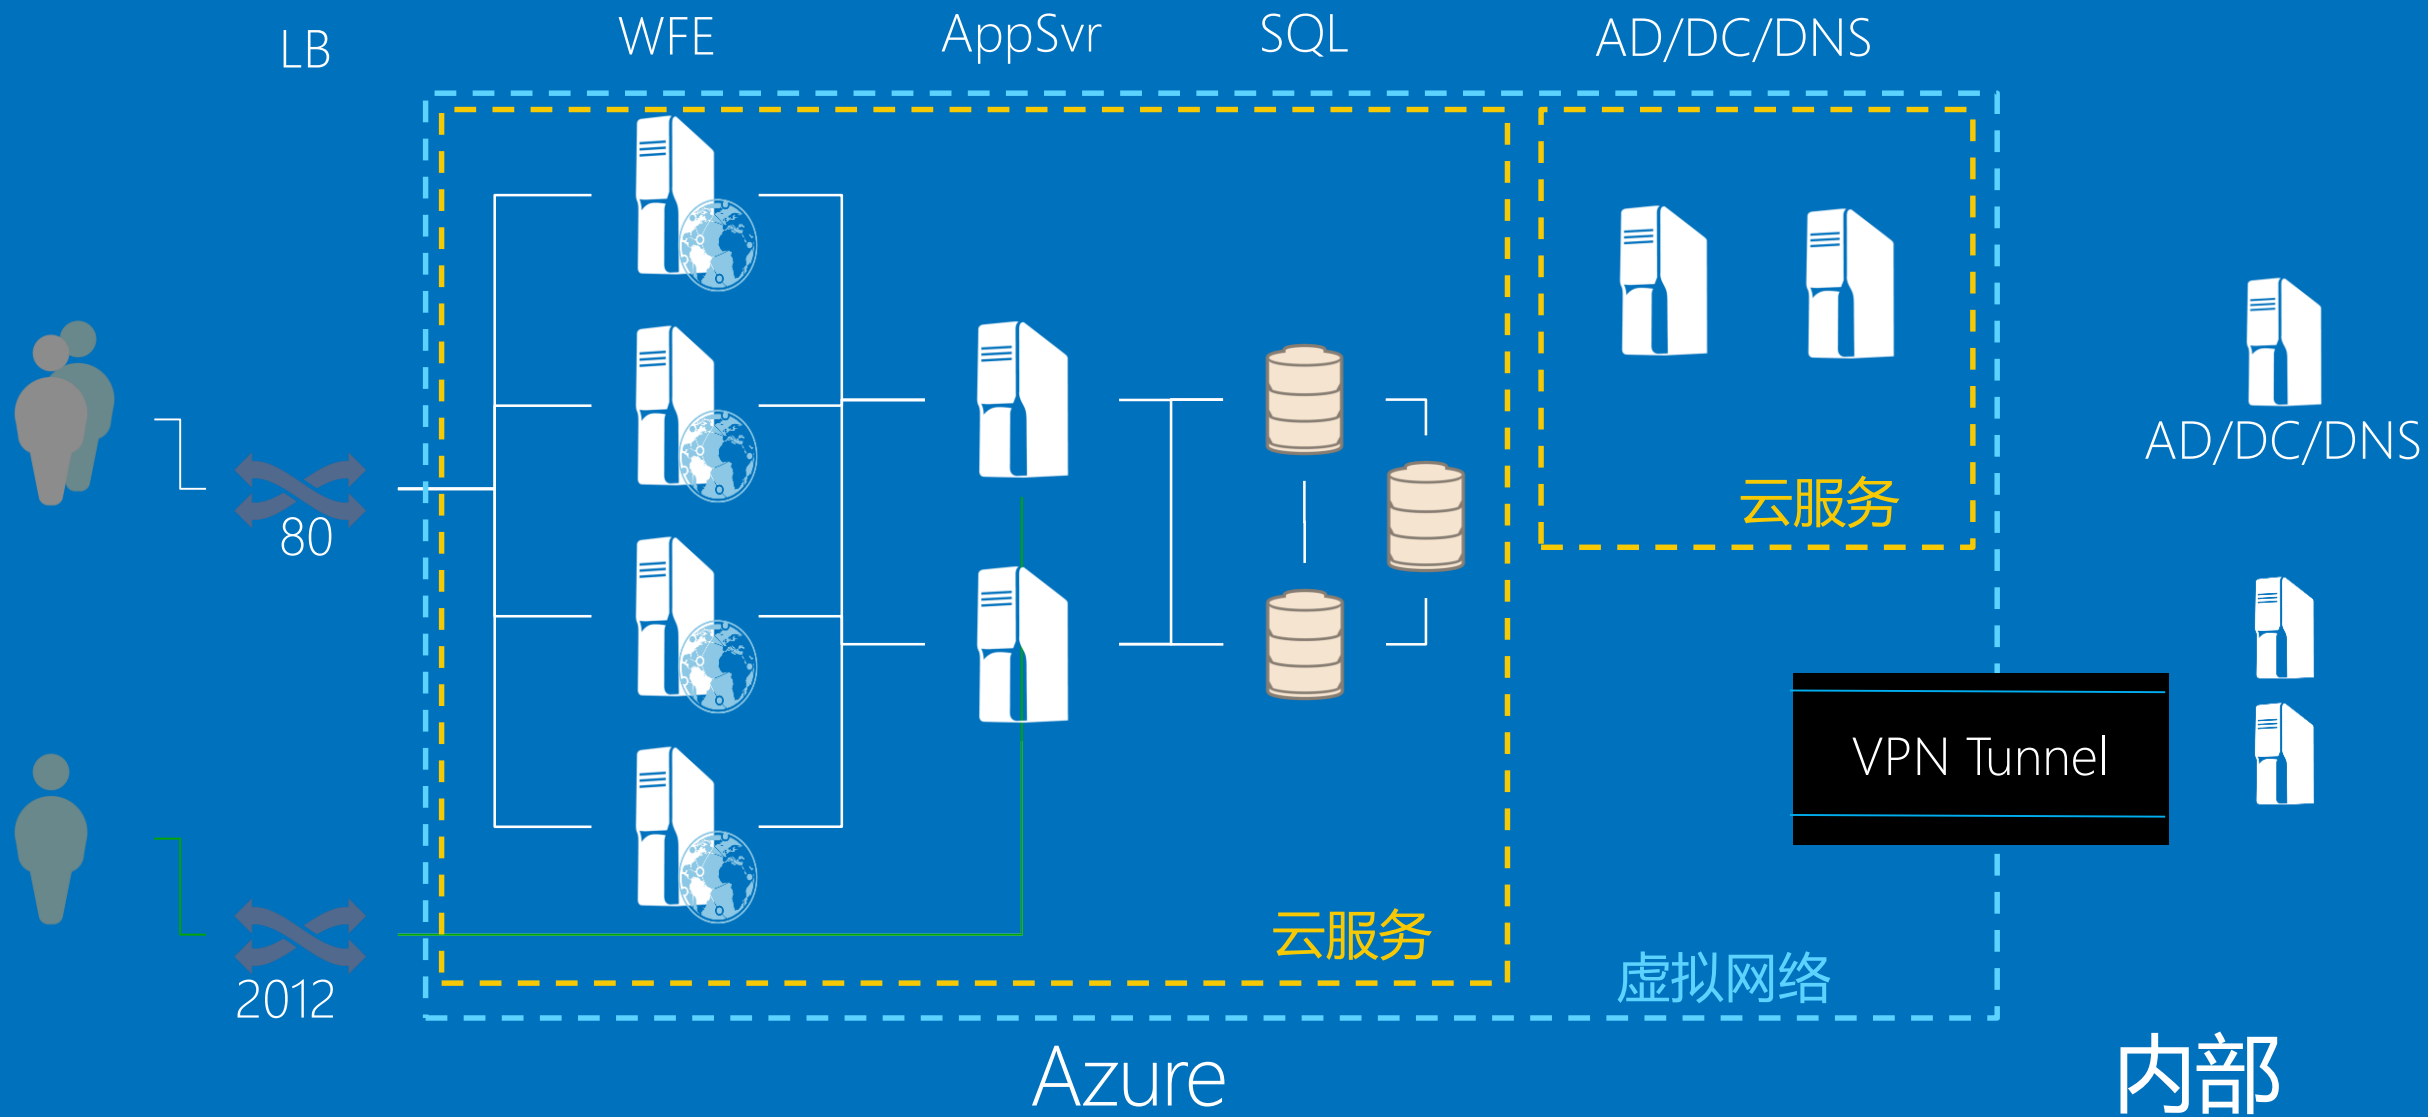 LB
WFE
AppSvr
SQL
AD/DC/DNS
AD/DC/DNS
云服务
80
VPN Tunnel
云服务
虚拟网络
2012
Azure
内部